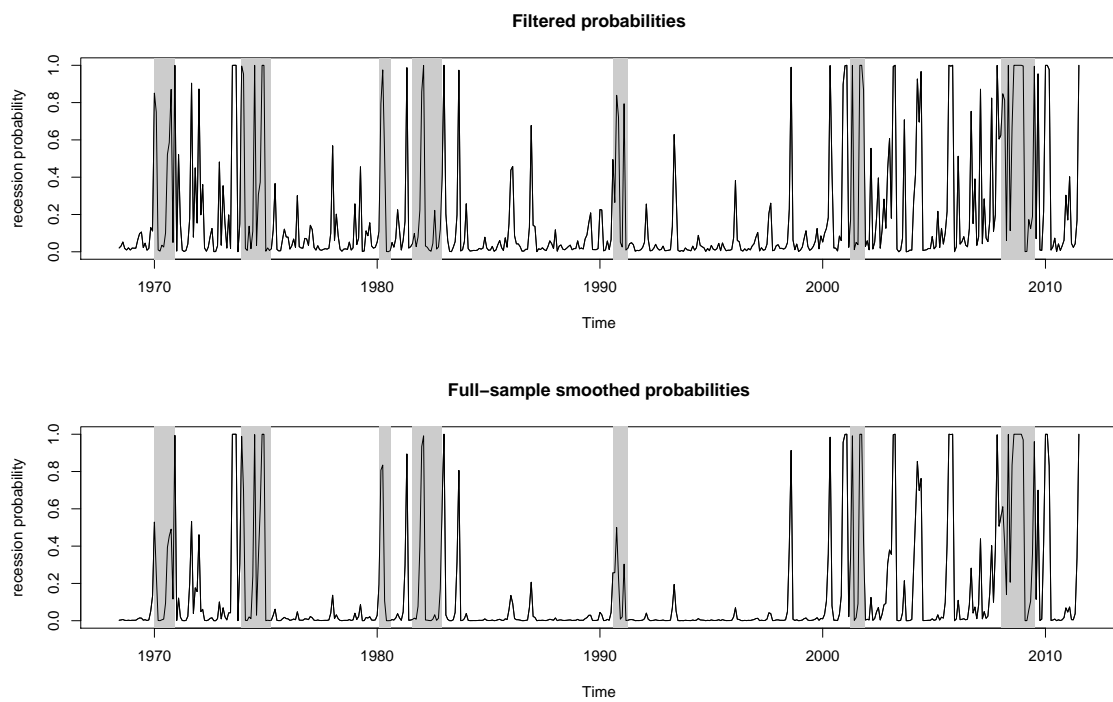 Filtered probabilities
recession probability
1.0
0.8
0.6
0.4
0.2
0.0
1970 1980 1990 2000 2010
Time
Full−sample smoothed probabilities
recession probability
1.0
0.8
0.6
0.4
0.2
0.0
1970 1980 1990 2000 2010
Time